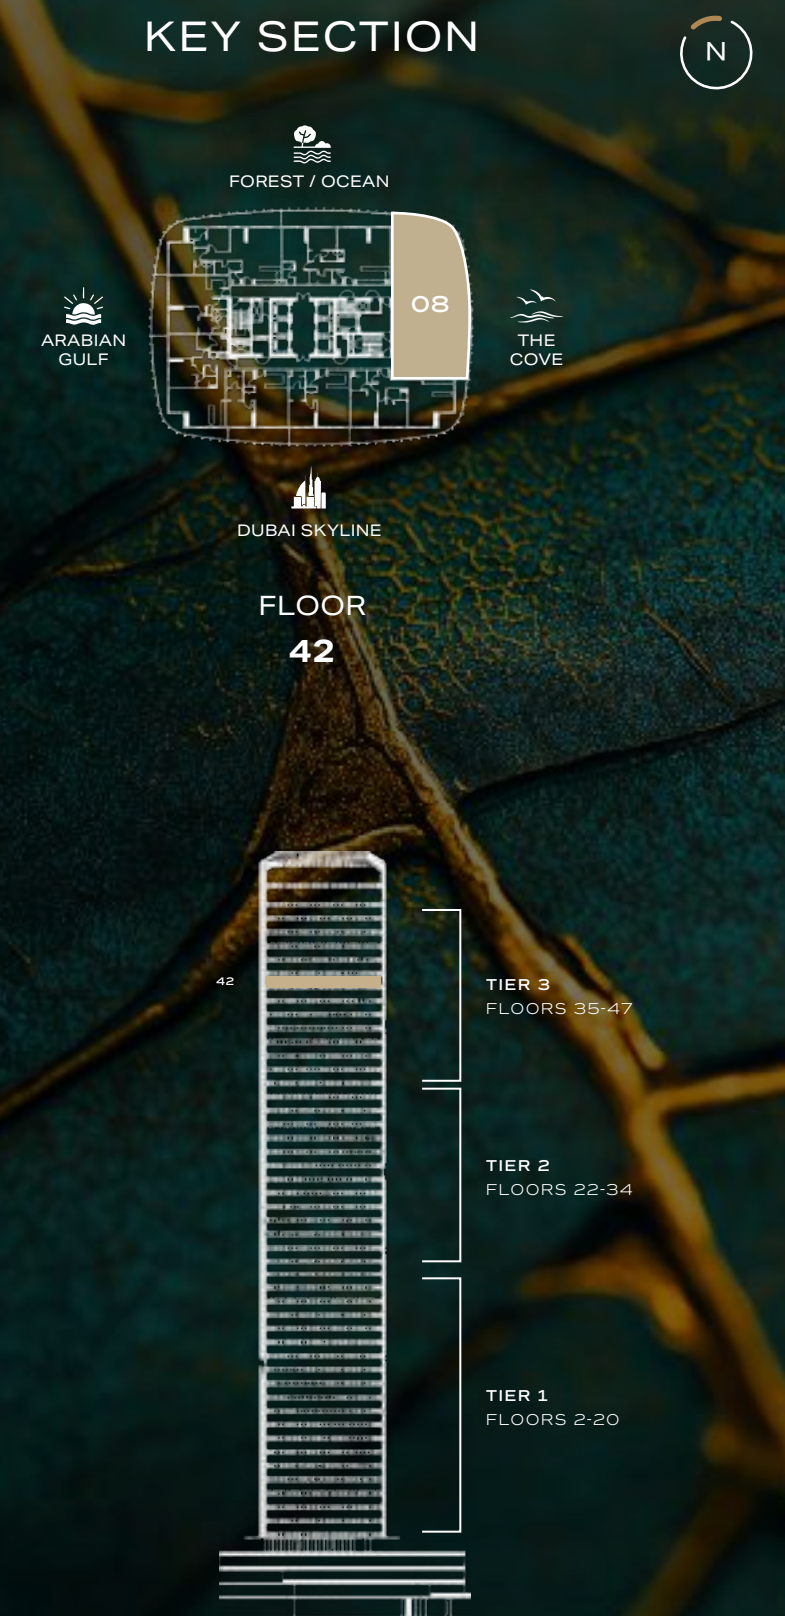 KEY SECTION
N
FOREST / OCEAN
08
ARABIAN
GULF
THE
COVE
DUBAI SKYLINE
FLOOR
42
42
TIER 3
FLOORS 35-47
TIER 2
FLOORS 22-34
TIER 1
FLOORS 2-20